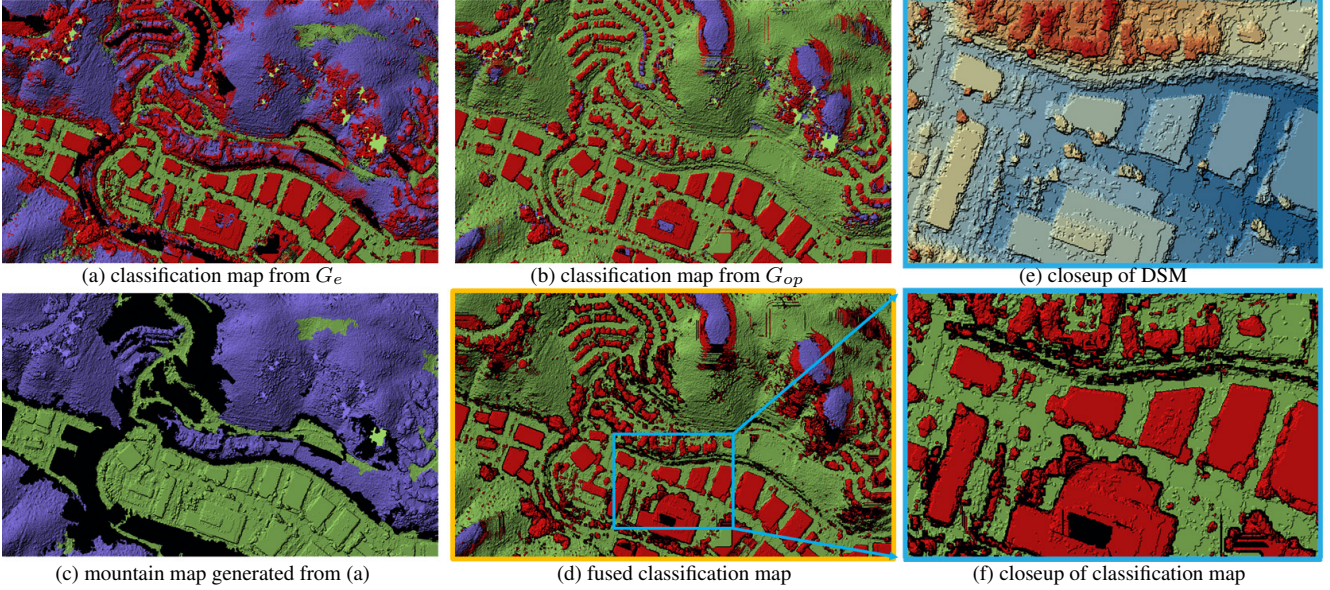 (a) classification map from Gₑ
(b) classification map from Gₒₚ
(e) closeup of DSM
(c) mountain map generated from (a)
(d) fused classification map
(f) closeup of classification map